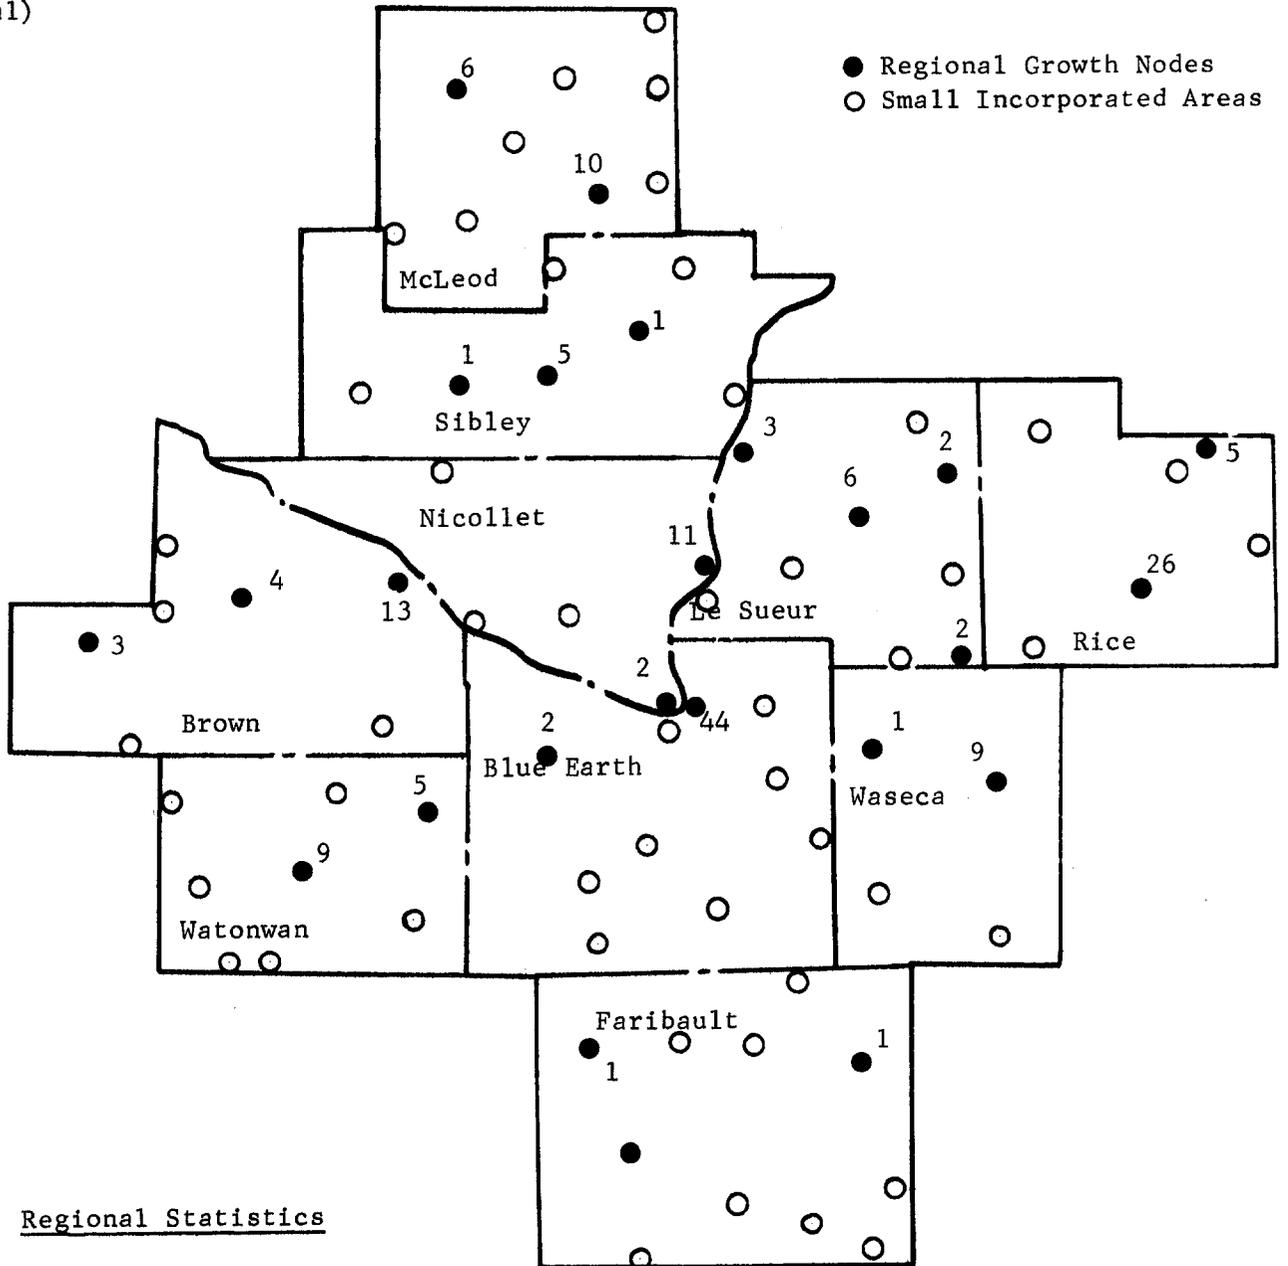 al)
Regional Growth Nodes
Small Incorporated Areas
6
10
McLeod
1
1
5
Sibley
3
2
5
6
Nicollet
11
26
4
13
Le Sueur
3
2
Rice
2
44
1
Brown
2
9
Blue Earth
5
Waseca
9
Watonwan
Faribault
1
1
Regional Statistics